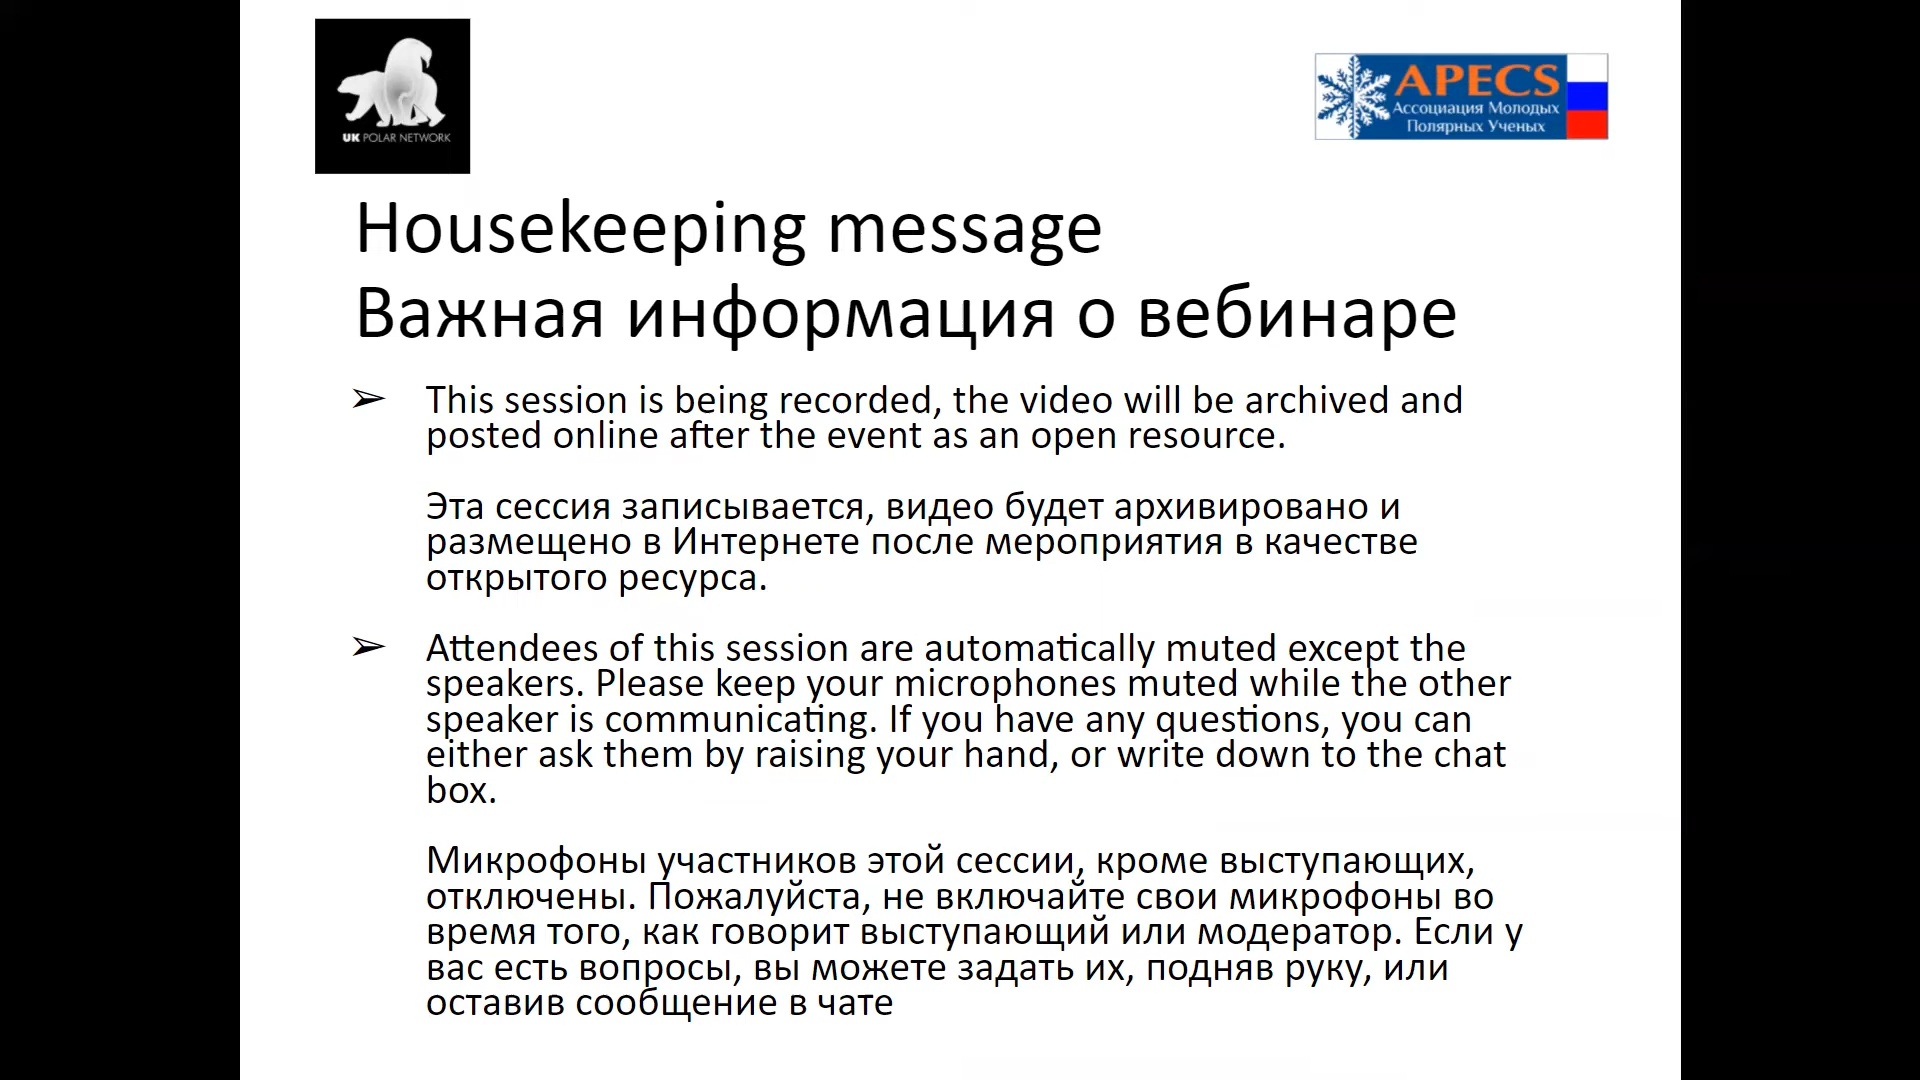 UK POLAR NETWORK
APECS
Ассоциация Молодых
Полярных Ученых
Housekeeping message
Важная информация о вебинаре
➢ This session is being recorded, the video will be archived and
posted online after the event as an open resource.
Эта сессия записывается, видео будет архивировано и
размещено в Интернете после мероприятия в качестве
открытого ресурса.
➢ Attendees of this session are automatically muted except the
speakers. Please keep your microphones muted while the other
speaker is communicating. If you have any questions, you can
either ask them by raising your hand, or write down to the chat
box.
Микрофоны участников этой сессии, кроме выступающих,
отключены. Пожалуйста, не включайте свои микрофоны во
время того, как говорит выступающий или модератор. Если у
вас есть вопросы, вы можете задать их, подняв руку, или
оставив сообщение в чате